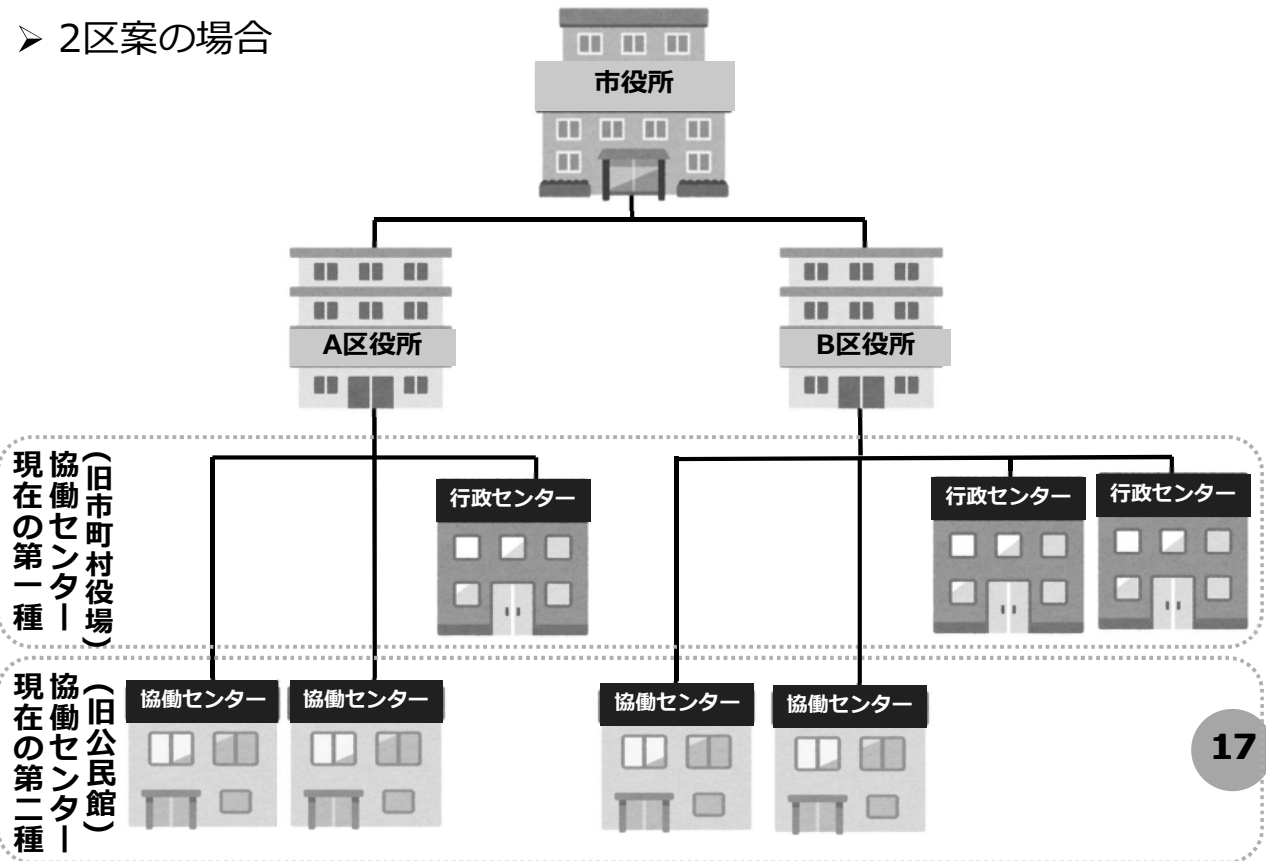 ➢ 2区案の場合
市役所
A区役所
B区役所
現在の第一種
協働センター
(旧市町村役場)
行政センター
行政センター
行政センター
現在の第二種
協働センター
(旧公民館)
協働センター
協働センター
協働センター
協働センター
17